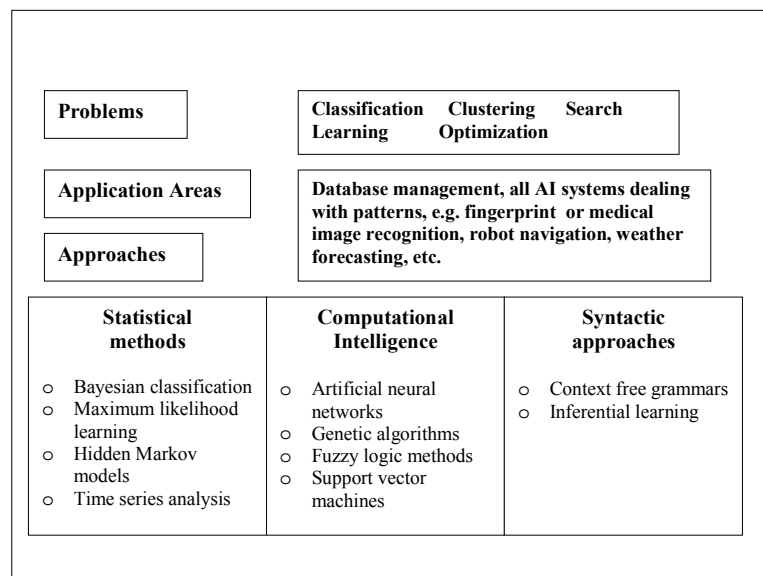 Problems
Classification Clustering Search
Learning Optimization
Application Areas
Database management, all AI systems dealing
with patterns, e.g. fingerprint or medical
image recognition, robot navigation, weather
forecasting, etc.
Approaches
Statistical
methods
o Bayesian classification
o Maximum likelihood
learning
o Hidden Markov
models
o Time series analysis
Computational
Intelligence
o Artificial neural
networks
o Genetic algorithms
o Fuzzy logic methods
o Support vector
machines
Syntactic
approaches
o Context free grammars
o Inferential learning